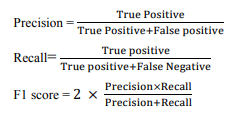 Precision = True Positive / True Positive+False positive
Recall= True positive / True positive+False Negative
F1 score = 2 × Precision×Recall / Precision+Recall